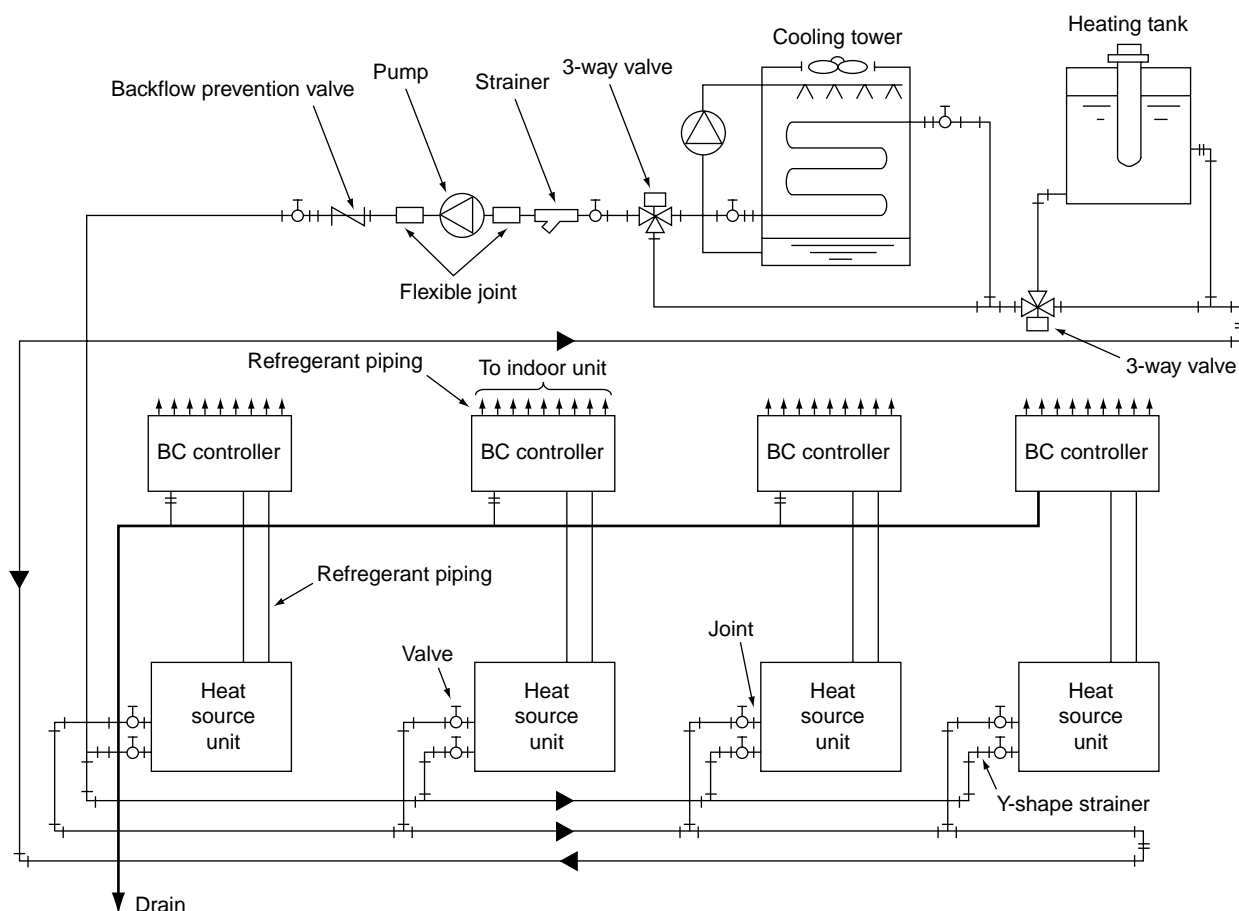 Heating tank
Cooling tower
3-way valve
Pump
Strainer
Backflow prevention valve
Flexible joint
3-way valve
Refregerant piping
To indoor unit
BC controller
BC controller
BC controller
BC controller
Refregerant piping
Valve
Joint
Heat
source
unit
Heat
source
unit
Heat
source
unit
Heat
source
unit
Y-shape strainer
Drain